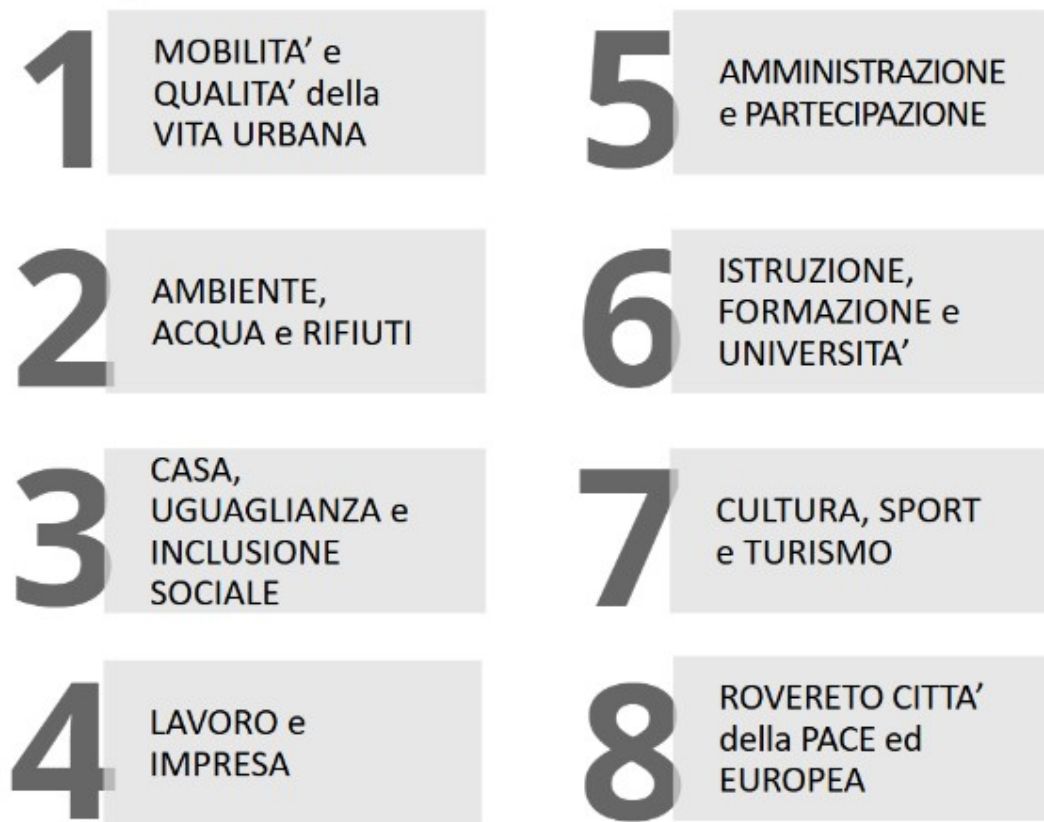 1
MOBILITA’ e
QUALITA’ della
VITA URBANA
2
AMBIENTE,
ACQUA e RIFIUTI
3
CASA,
UGUAGLIANZA e
INCLUSIONE
SOCIALE
4
LAVORO e
IMPRESA
5
AMMINISTRAZIONE
e PARTECIPAZIONE
6
ISTRUZIONE,
FORMAZIONE e
UNIVERSITA’
7
CULTURA, SPORT
e TURISMO
8
ROVERETO CITTA’
della PACE ed
EUROPEA